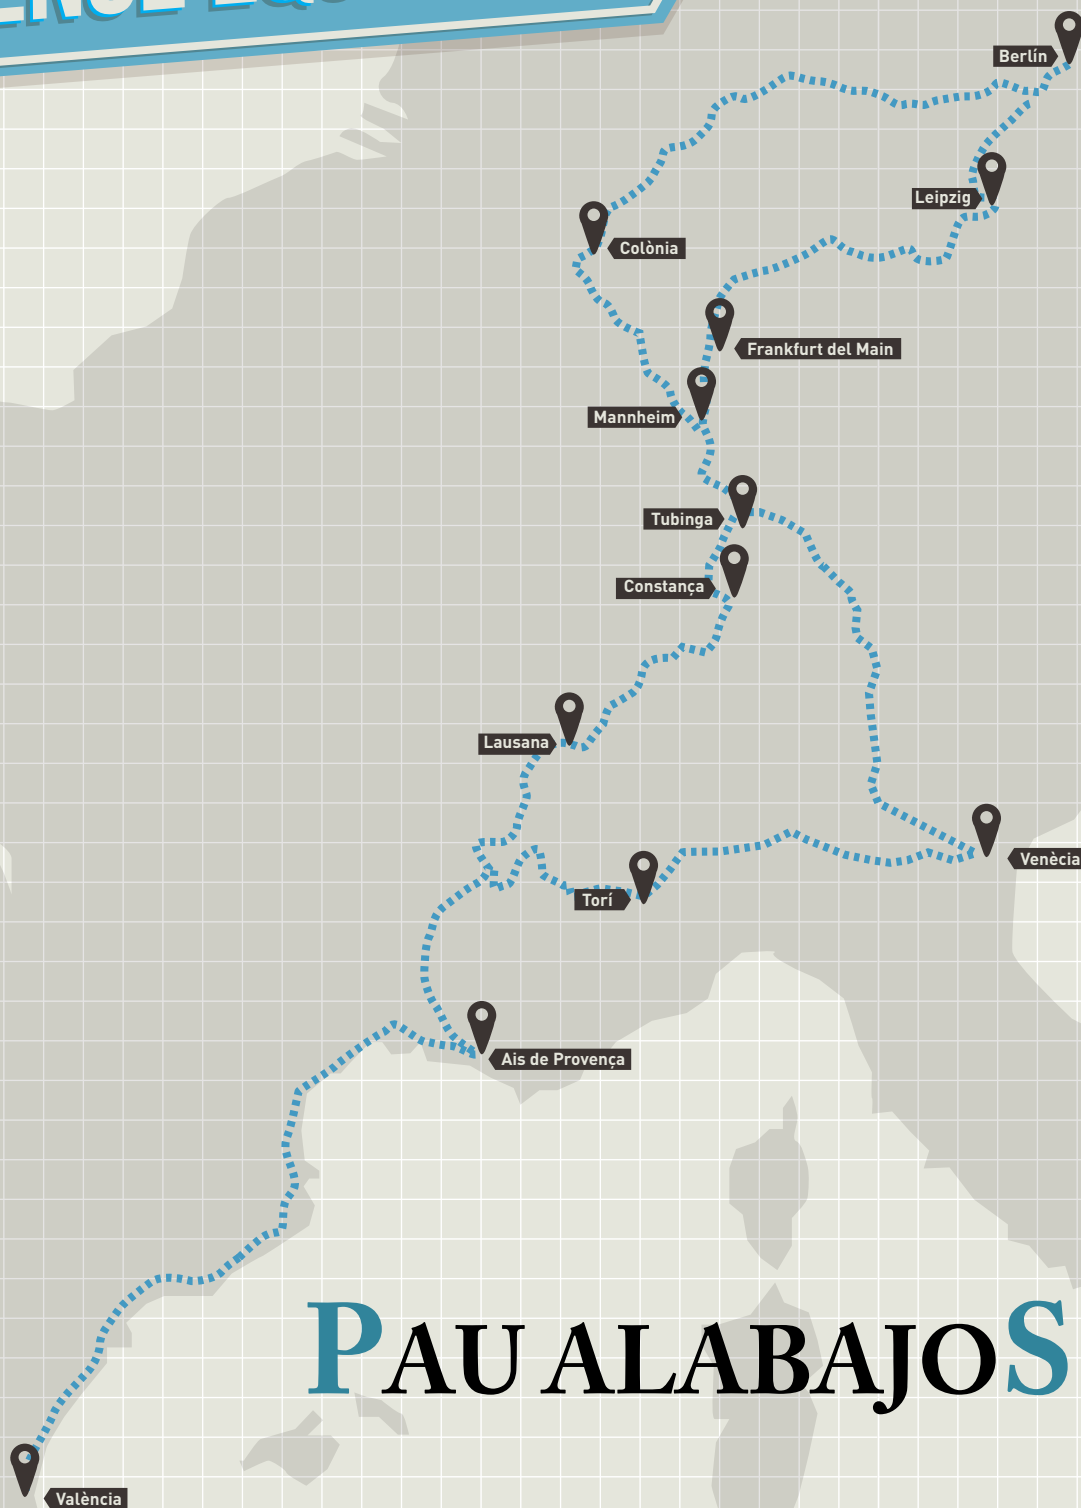 Berlín
Leipzig
Colònia
Frankfurt del Main
Mannheim
Tubinga
Constança
Lausana
Venècia
Torí
Ais de Provença
PAU ALABAJOS
València